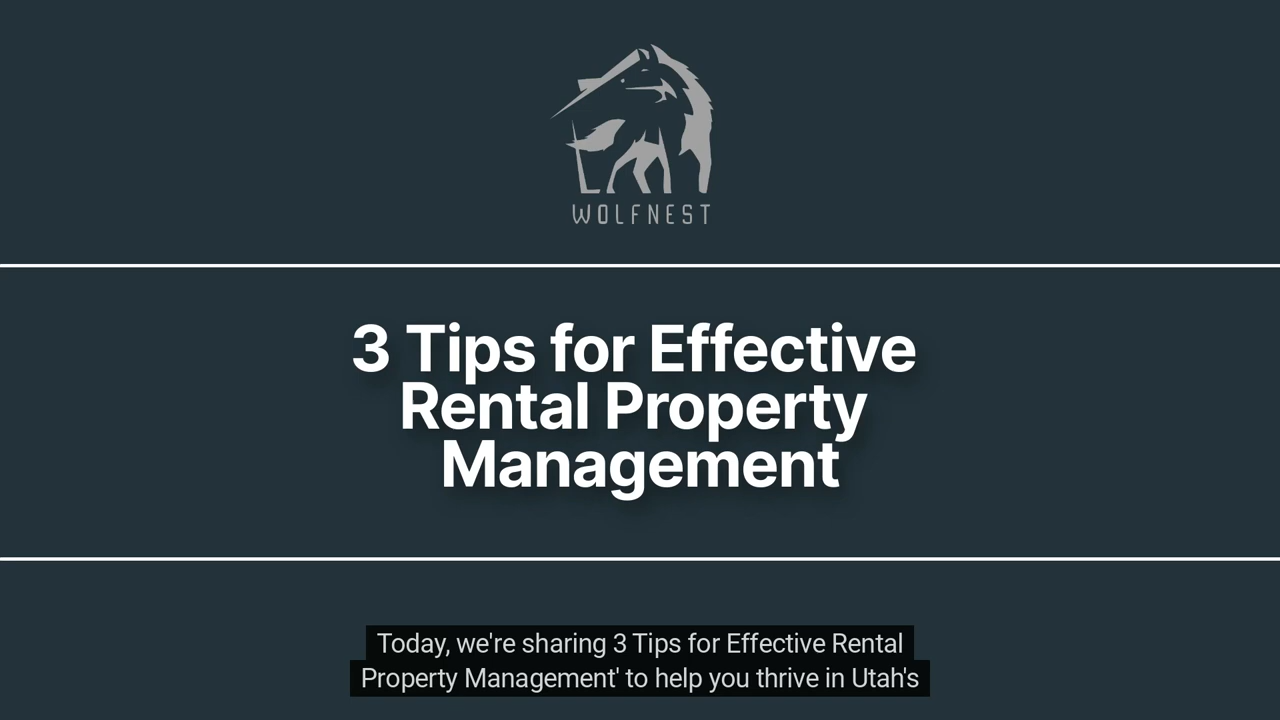 WOLFNEST
3 Tips for Effective
Rental Property
Management
Today, we're sharing 3 Tips for Effective Rental
Property Management' to help you thrive in Utah's